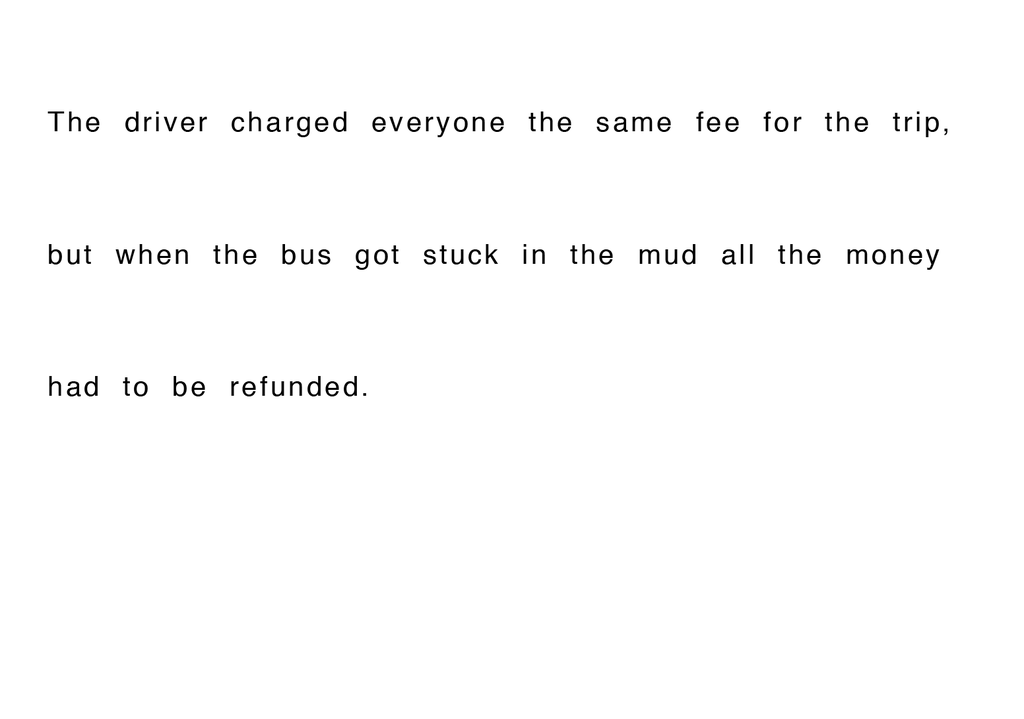 The driver charged everyone the same fee for the trip,
but when the bus got stuck in the mud all the money
had to be refunded.